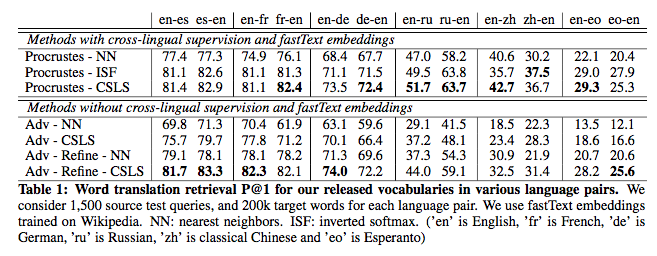 en-es es-en en-fr fr-en en-de de-en en-ru ru-en en-zh zh-en en-eo eo-en
Methods with cross-lingual supervision and fastText embeddings
Procrustes - NN 77.4 77.3 74.9 76.1 68.4 67.7 47.0 58.2 40.6 30.2 22.1 20.4
Procrustes - ISF 81.1 82.6 81.1 81.3 71.1 71.5 49.5 63.8 35.7 37.5 29.0 27.9
Procrustes - CSLS 81.4 82.9 81.1 82.4 73.5 72.4 51.7 63.7 42.7 36.7 29.3 25.3
Methods without cross-lingual supervision and fastText embeddings
Adv - NN 69.8 71.3 70.4 61.9 63.1 59.6 29.1 41.5 18.5 22.3 13.5 12.1
Adv - CSLS 75.7 79.7 77.8 71.2 70.1 66.4 37.2 48.1 23.4 28.3 18.6 16.6
Adv - Refine - NN 79.1 78.1 78.1 78.2 71.3 69.6 37.3 54.3 30.9 21.9 20.7 20.6
Adv - Refine - CSLS 81.7 83.3 82.3 82.1 74.0 72.2 44.0 59.1 32.5 31.4 28.2 25.6
Table 1: Word translation retrieval P@1 for our released vocabularies in various language pairs. We
consider 1,500 source test queries, and 200k target words for each language pair. We use fastText embeddings
trained on Wikipedia. NN: nearest neighbors. ISF: inverted softmax. ('en' is English, 'fr' is French, 'de' is
German, 'ru' is Russian, 'zh' is classical Chinese and 'eo' is Esperanto)